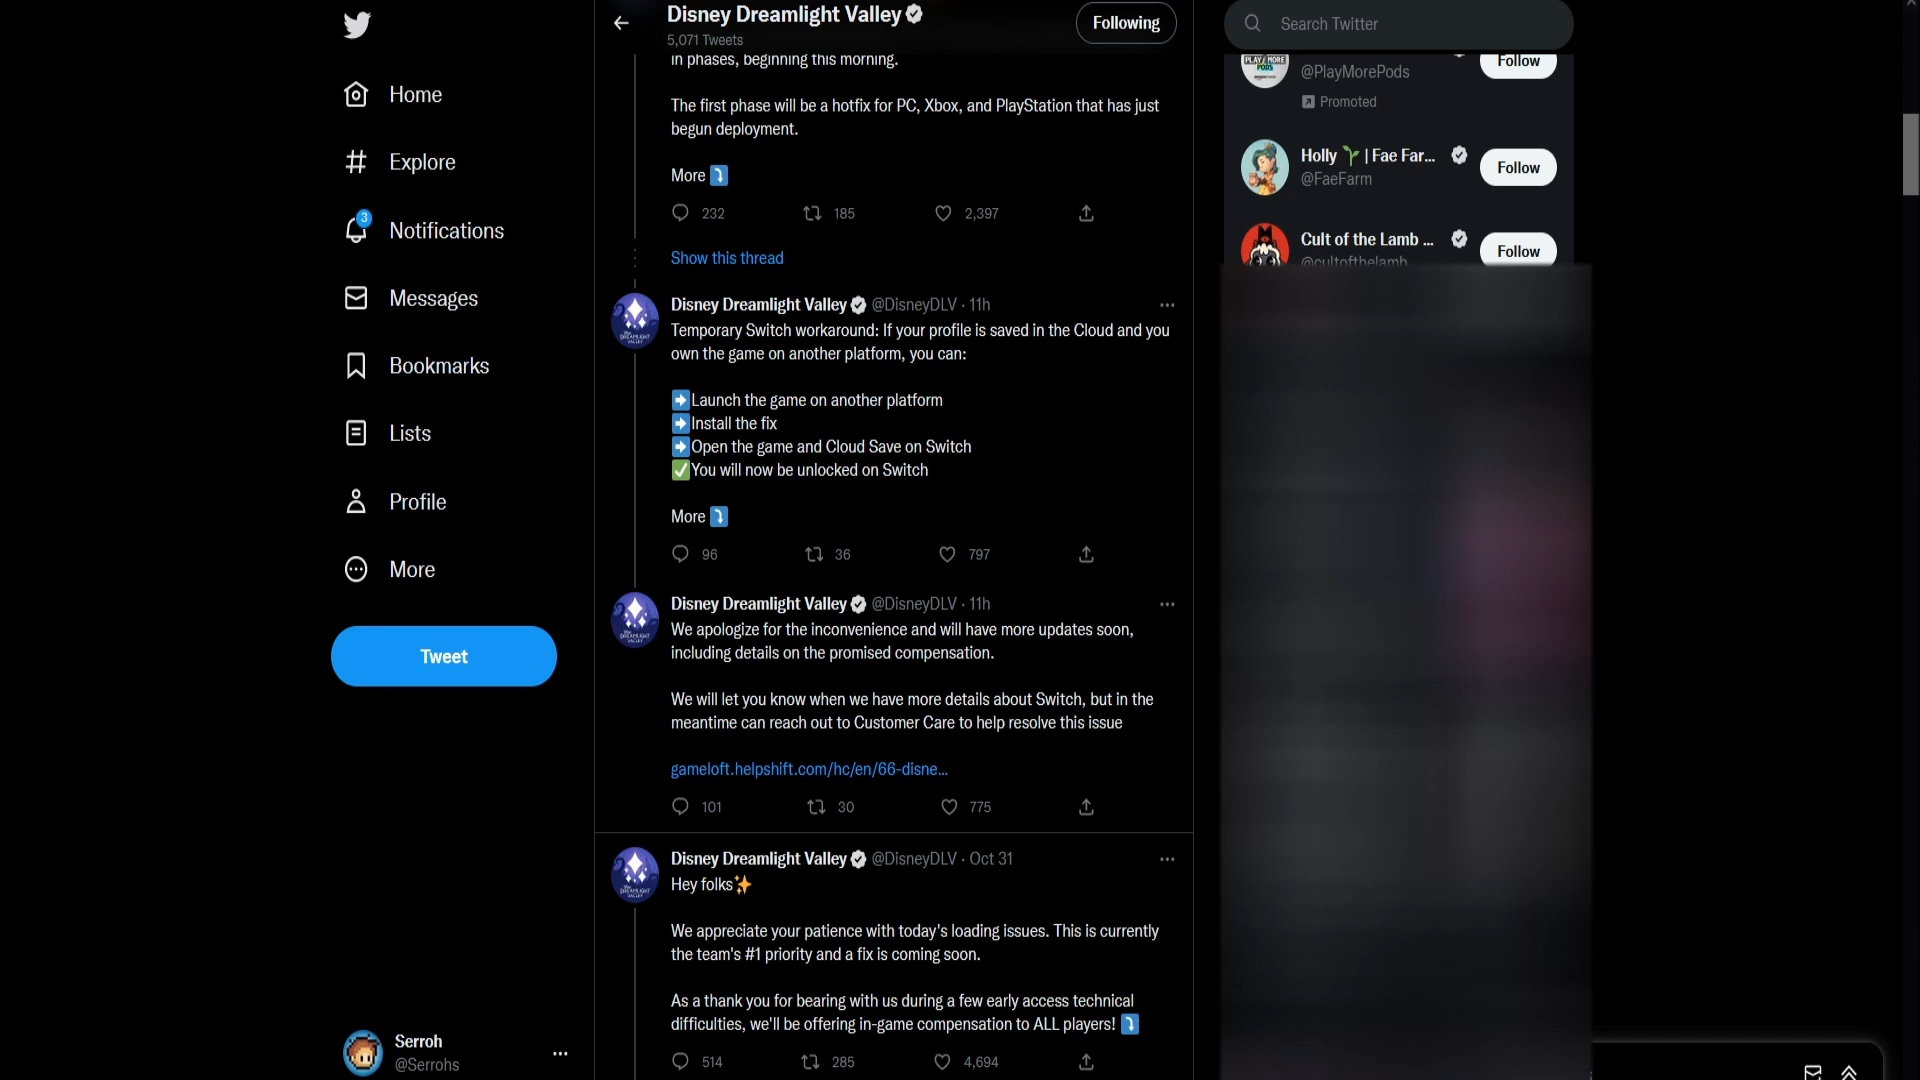 Home
Explore
3
Notifications
Messages
Bookmarks
Lists
Profile
More
Tweet
Serroh
@Serrohs
Disney Dreamlight Valley
5,071 Tweets
Following
in phases, beginning this morning.
The first phase will be a hotfix for PC, Xbox, and PlayStation that has just
begun deployment.
More
232 185 2,397
Show this thread
Disney Dreamlight Valley @DisneyDLV · 11h
Temporary Switch workaround: If your profile is saved in the Cloud and you
own the game on another platform, you can:
Launch the game on another platform
Install the fix
Open the game and Cloud Save on Switch
You will now be unlocked on Switch
More
96 36 797
Disney Dreamlight Valley @DisneyDLV · 11h
We apologize for the inconvenience and will have more updates soon,
including details on the promised compensation.
We will let you know when we have more details about Switch, but in the
meantime can reach out to Customer Care to help resolve this issue
gameloft.helpshift.com/hc/en/66-disne...
101 30 775
Disney Dreamlight Valley @DisneyDLV · Oct 31
Hey folks✨
We appreciate your patience with today's loading issues. This is currently
the team's #1 priority and a fix is coming soon.
As a thank you for bearing with us during a few early access technical
difficulties, we'll be offering in-game compensation to ALL players!
514 285 4,694
Search Twitter
PLAY MORE
PODS
@PlayMorePods
Follow
Promoted
Holly 🌱 | Fae Far...
@FaeFarm
Follow
Cult of the Lamb ...
@cultofthelamb
Follow